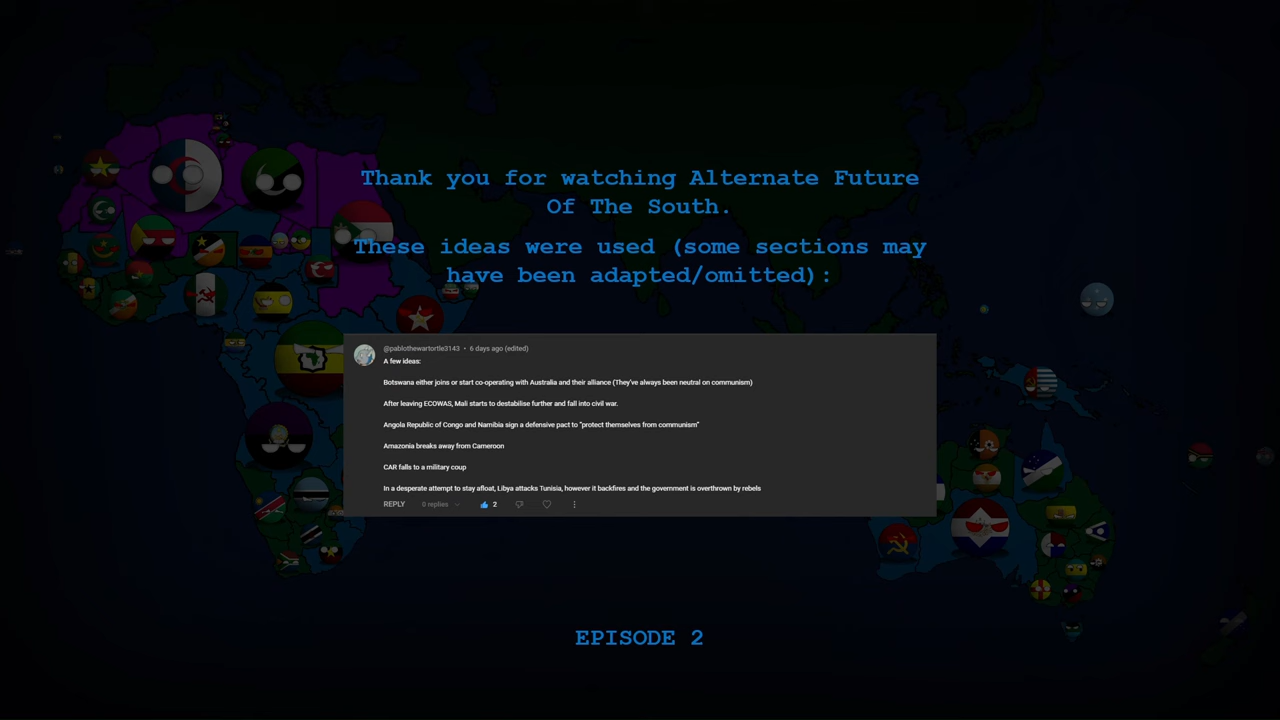 Thank you for watching Alternate Future
Of The South.
These ideas were used (some sections may
have been adapted/omitted):
@pablothewartortle3143 • 6 days ago (edited)
A few ideas:
Botswana either joins or start co-operating with Australia and their alliance (They've always been neutral on communism)
After leaving ECOWAS, Mali starts to destabilise further and fall into civil war.
Angola Republic of Congo and Namibia sign a defensive pact to "protect themselves from communism"
Amazonia breaks away from Cameroon
CAR falls to a military coup
In a desperate attempt to stay afloat, Libya attacks Tunisia, however it backfires and the government is overthrown by rebels
REPLY 0 replies 2
EPISODE 2